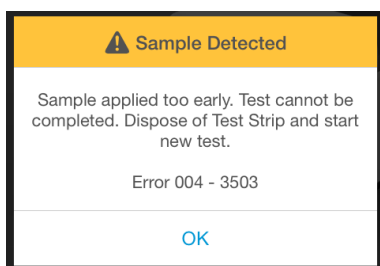 Sample Detected
Sample applied too early. Test cannot be
completed. Dispose of Test Strip and start
new test.
Error 004 - 3503
OK